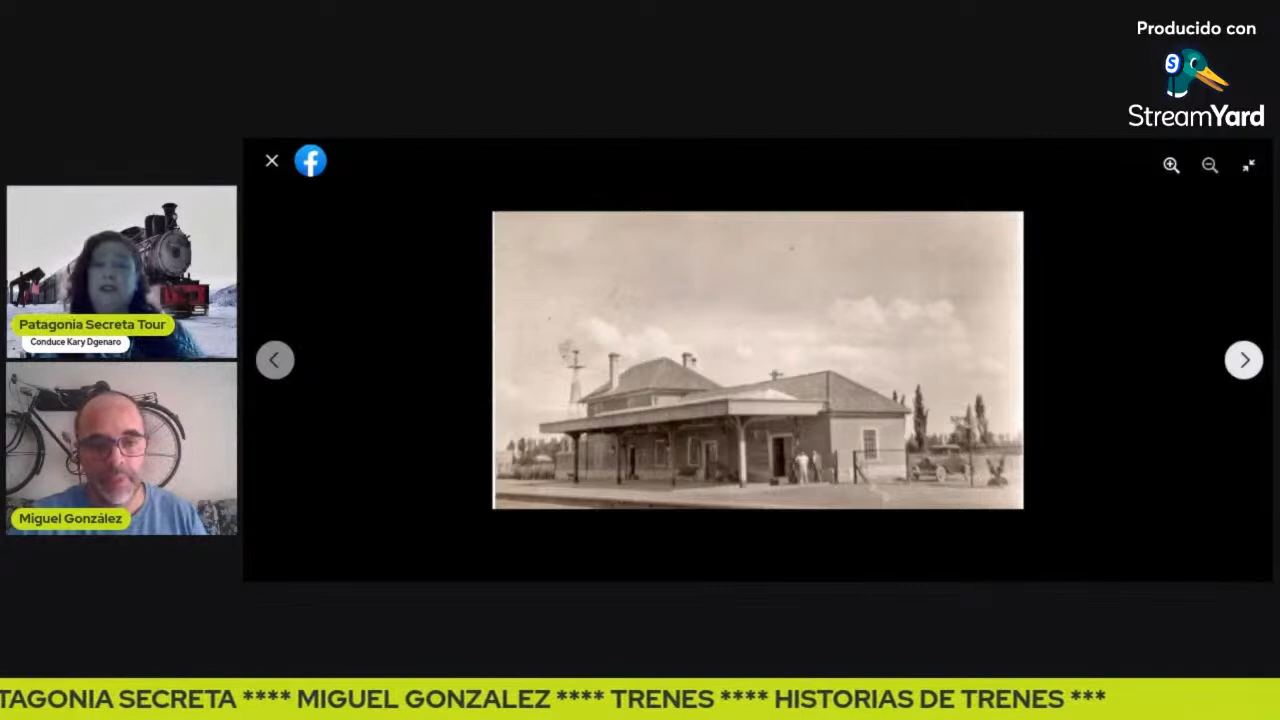 Producido con
S
StreamYard
Patagonia Secreta Tour
Conduce Kary Dgenaro
Miguel González
TAGONIA SECRETA **** MIGUEL GONZALEZ **** TRENES **** HISTORIAS DE TRENES ***